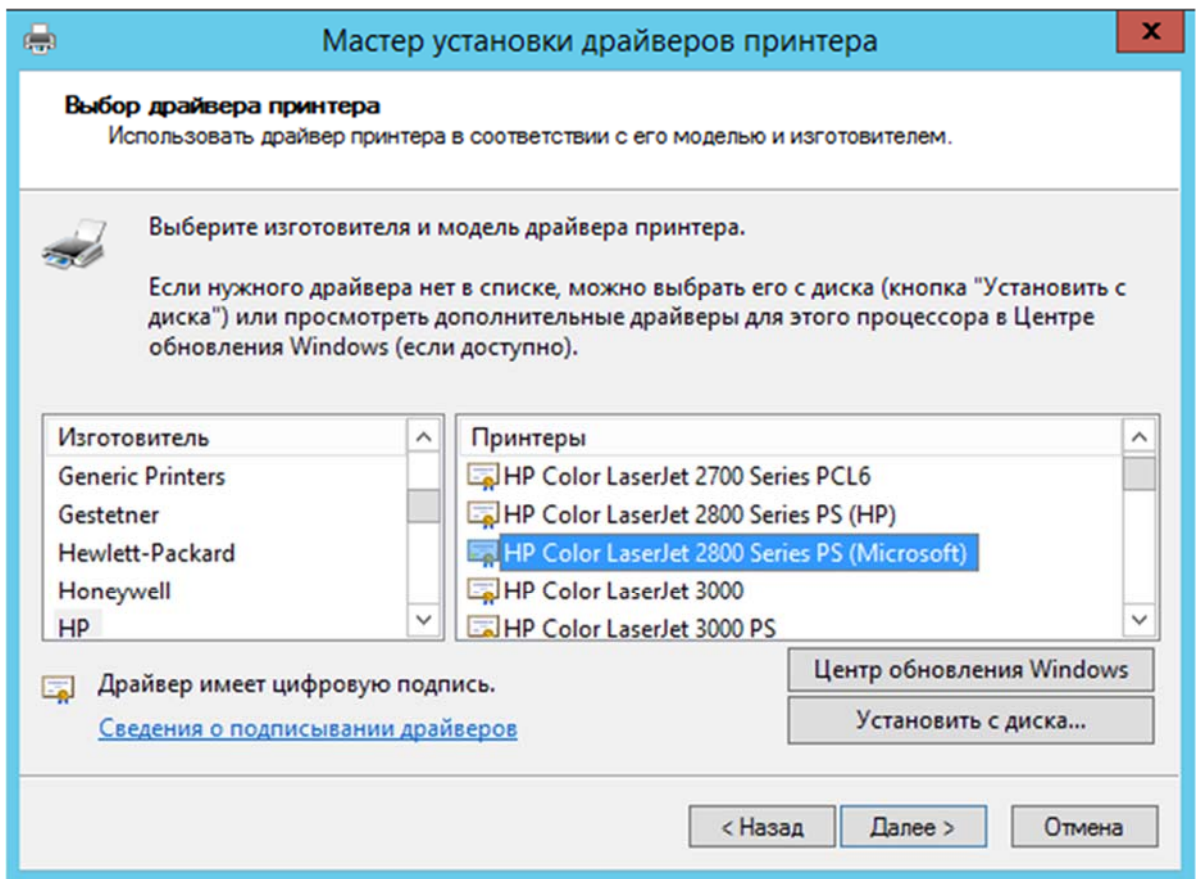 Мастер установки драйверов принтера
x
Выбор драйвера принтера
Использовать драйвер принтера в соответствии с его моделью и изготовителем.
Выберите изготовителя и модель драйвера принтера.
Если нужного драйвера нет в списке, можно выбрать его с диска (кнопка "Установить с
диска") или просмотреть дополнительные драйверы для этого процессора в Центре
обновления Windows (если доступно).
Изготовитель
Generic Printers
Gestetner
Hewlett-Packard
Honeywell
HP
Принтеры
HP Color LaserJet 2700 Series PCL6
HP Color LaserJet 2800 Series PS (HP)
HP Color LaserJet 2800 Series PS (Microsoft)
HP Color LaserJet 3000
HP Color LaserJet 3000 PS
Драйвер имеет цифровую подпись.
Сведения о подписывании драйверов
Центр обновления Windows
Установить с диска...
< Назад
Далее >
Отмена